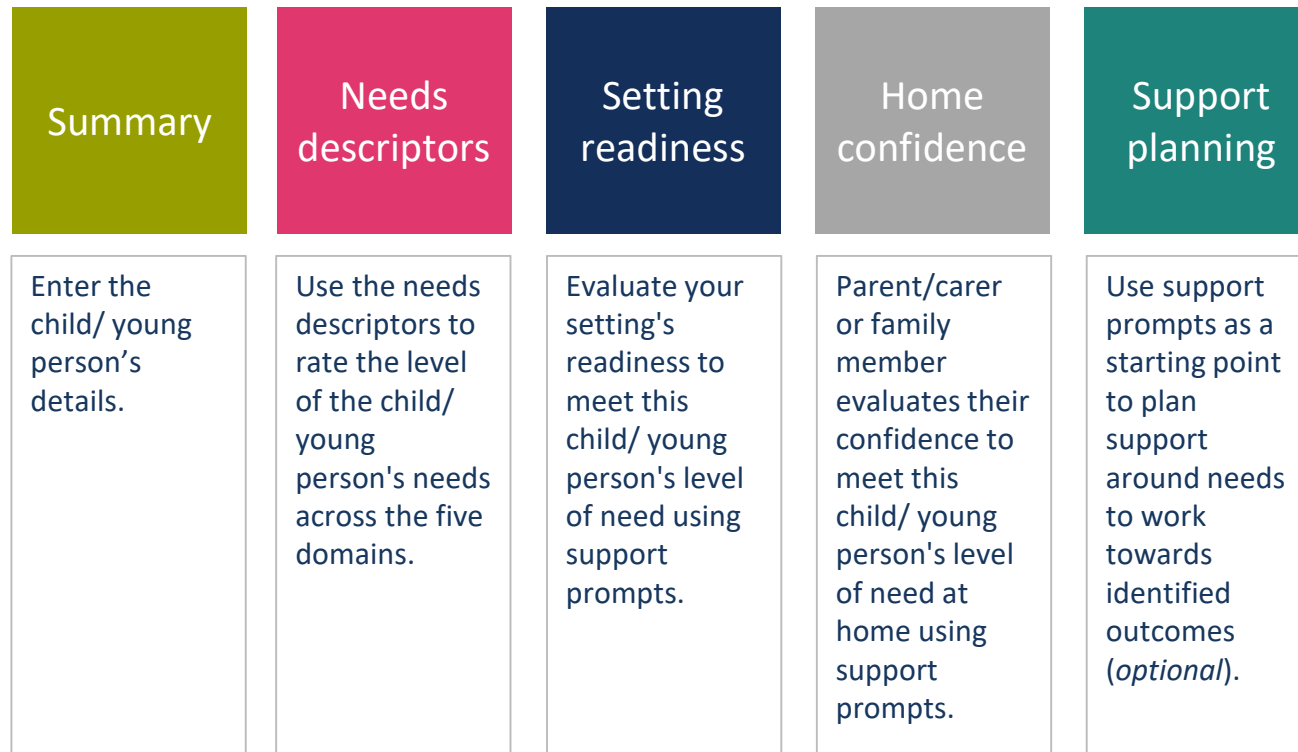 Summary
Needs
descriptors
Setting
readiness
Home
confidence
Support
planning
Enter the
child/ young
person’s
details.
Use the needs
descriptors to
rate the level
of the child/
young
person's needs
across the five
domains.
Evaluate your
setting's
readiness to
meet this
child/ young
person's level
of need using
support
prompts.
Parent/carer
or family
member
evaluates their
confidence to
meet this
child/ young
person's level
of need at
home using
support
prompts.
Use support
prompts as a
starting point
to plan
support
around needs
to work
towards
identified
outcomes
(optional).